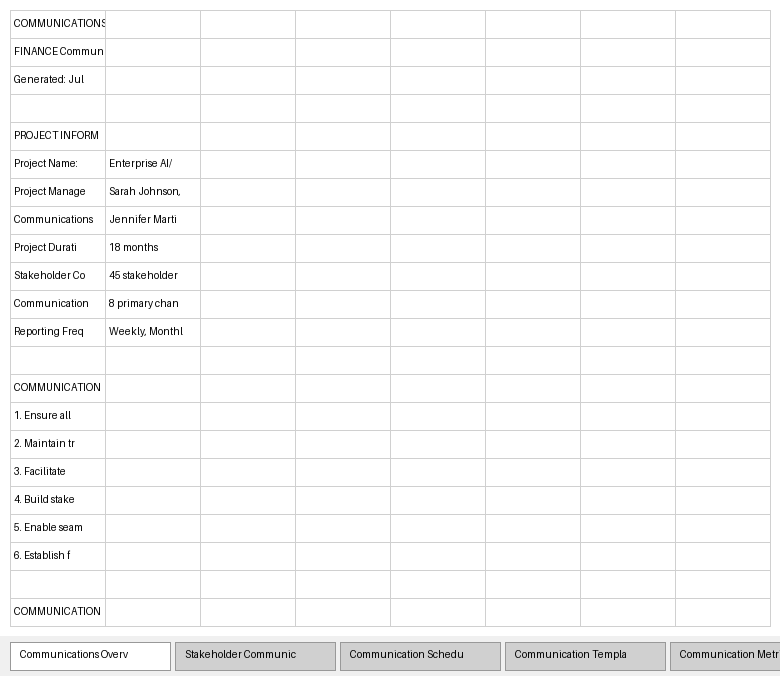 COMMUNICATIONS
FINANCE Commun
Generated: Jul
PROJECT INFORM
Project Name: Enterprise AI/
Project Manage Sarah Johnson,
Communications Jennifer Marti
Project Durati 18 months
Stakeholder Co 45 stakeholder
Communication 8 primary chan
Reporting Freq Weekly, Monthl
COMMUNICATION
1. Ensure all
2. Maintain tr
3. Facilitate
4. Build stake
5. Enable seam
6. Establish f
COMMUNICATION
Communications Overv Stakeholder Communic Communication Schedu Communication Templa Communication Metr